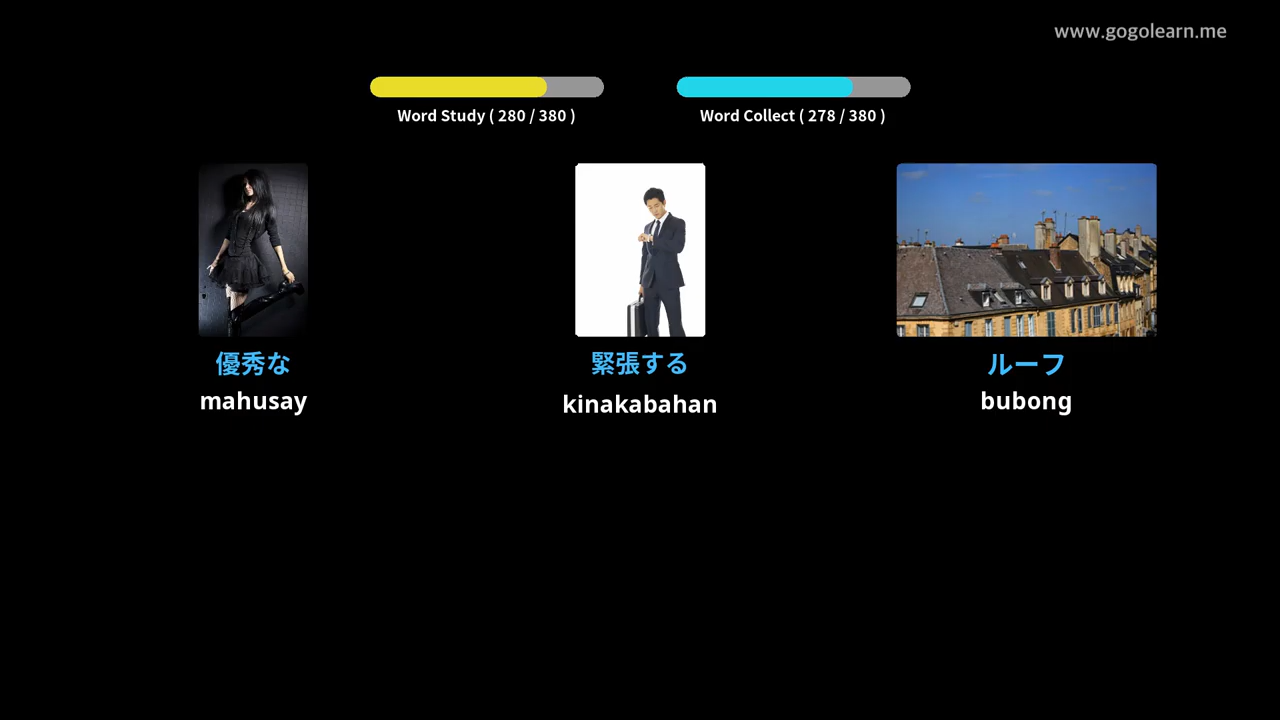 www.gogolearn.me
Word Study ( 280 / 380 )
Word Collect ( 278 / 380 )
優秀な
mahusay
緊張する
kinakabahan
ルーフ
bubong